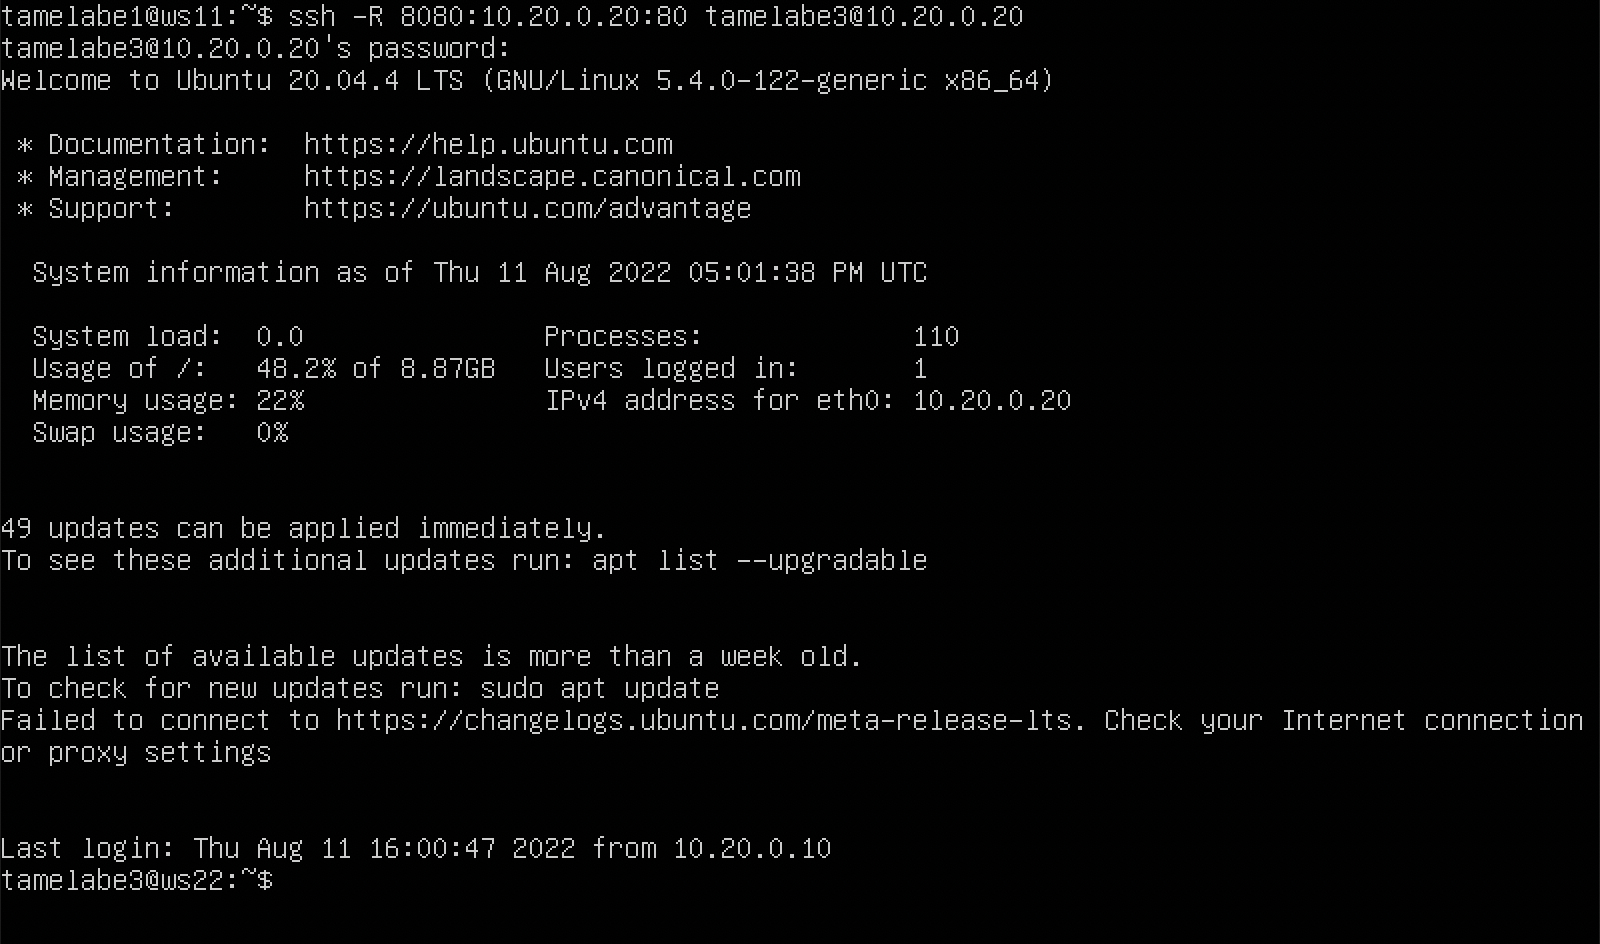 tamelabe1@ws11:~$ ssh -R 8080:10.20.0.20:80 tamelabe3@10.20.0.20
tamelabe3@10.20.0.20's password:
Welcome to Ubuntu 20.04.4 LTS (GNU/Linux 5.4.0-122-generic x86_64)

 * Documentation:  https://help.ubuntu.com
 * Management:     https://landscape.canonical.com
 * Support:        https://ubuntu.com/advantage

  System information as of Thu 11 Aug 2022 05:01:38 PM UTC

  System load:  0.0               Processes:             110
  Usage of /:   48.2% of 8.87GB   Users logged in:       1
  Memory usage: 22%               IPv4 address for eth0: 10.20.0.20
  Swap usage:   0%

49 updates can be applied immediately.
To see these additional updates run: apt list --upgradable

The list of available updates is more than a week old.
To check for new updates run: sudo apt update
Failed to connect to https://changelogs.ubuntu.com/meta-release-lts. Check your Internet connection
or proxy settings

Last login: Thu Aug 11 16:00:47 2022 from 10.20.0.10
tamelabe3@ws22:~$